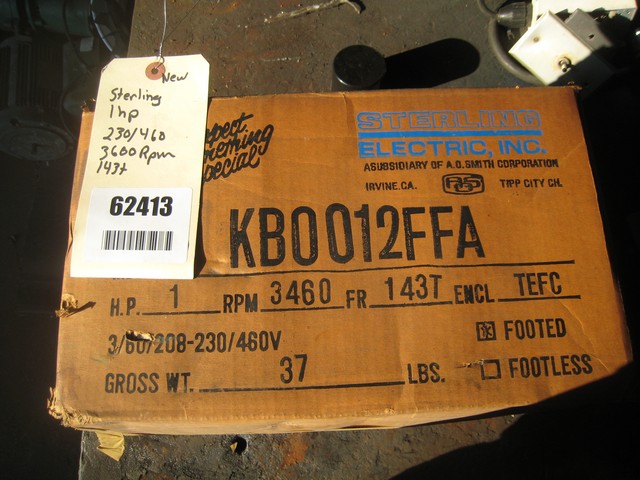 New
Sterling
1hp
230/460
3600 Rpm
143t
62413
Something
Special
STERLING
ELECTRIC, INC.
A SUBSIDIARY OF A.O. SMITH CORPORATION
IRVINE, CA. AOS TIPP CITY OH.
KB0012FFA
H.P. 1 RPM 3460 FR 143T ENCL TEFC
3/60/208-230/460V FOOTED
GROSS WT. 37 LBS. FOOTLESS